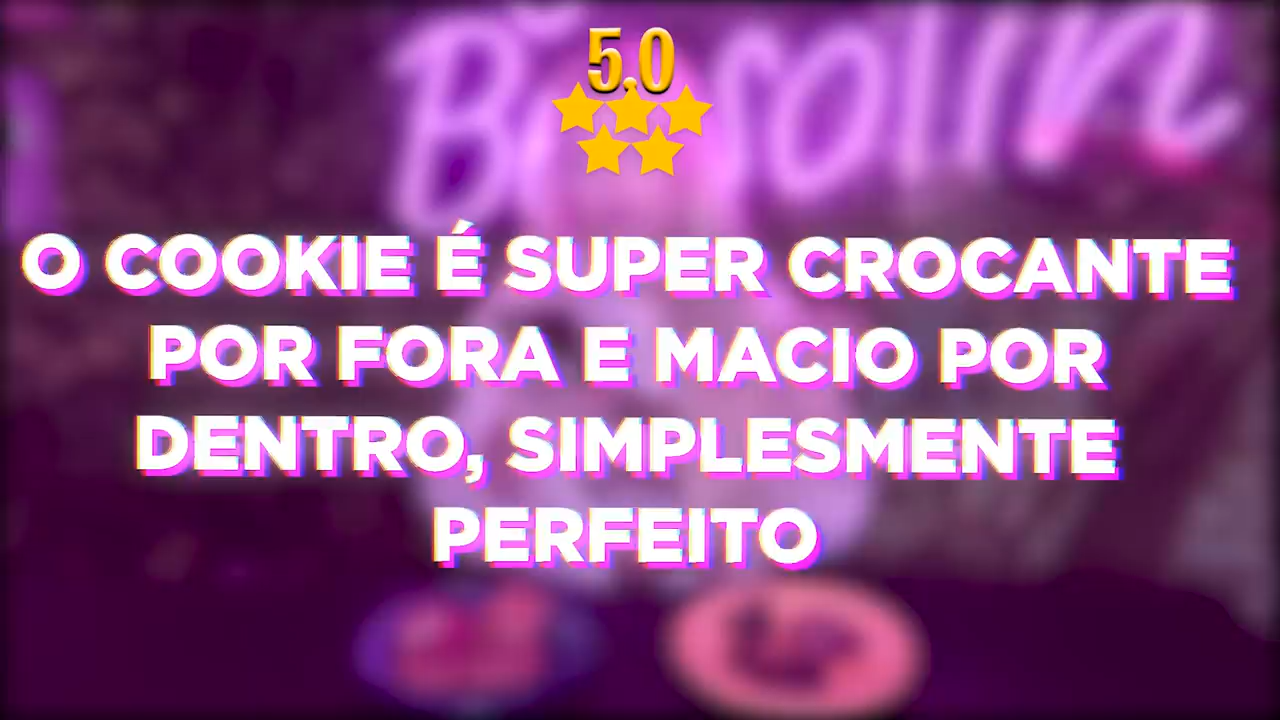 5.0
O COOKIE É SUPER CROCANTE
POR FORA E MACIO POR
DENTRO, SIMPLESMENTE
PERFEITO